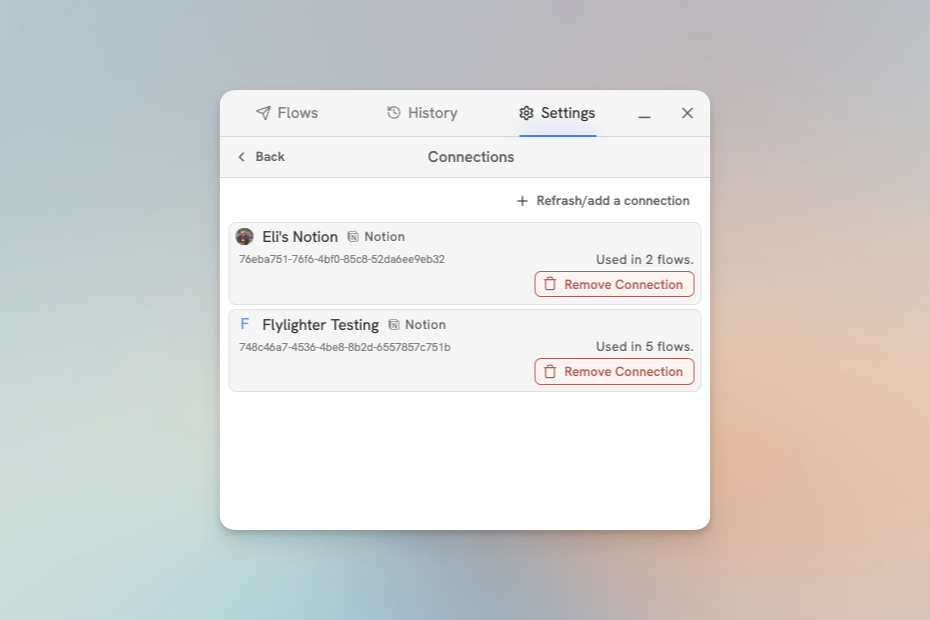 Flows History Settings
Back Connections
Refrash/add a connection
Eli's Notion Notion
76eba751-76f6-4bf0-85c8-52da6ee9eb32 Used in 2 flows.
Remove Connection
F Flylighter Testing Notion
748c46a7-4536-4be8-8b2d-6557857c751b Used in 5 flows.
Remove Connection